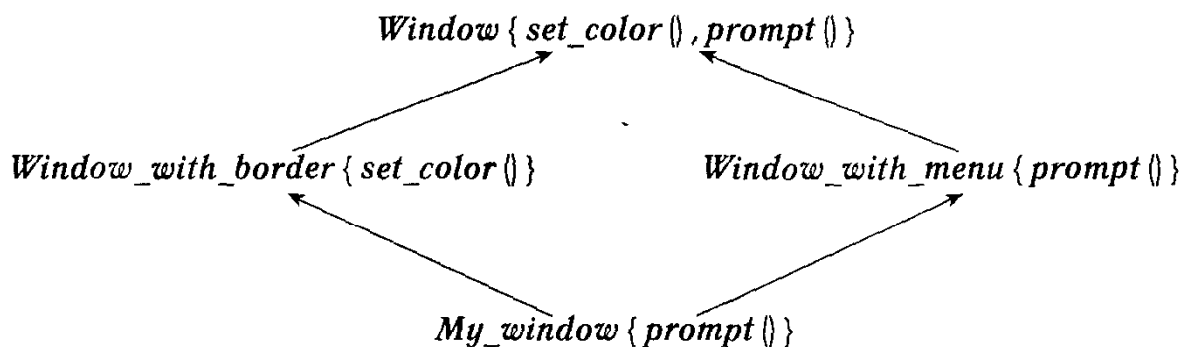 Window { set_color () , prompt () }
Window_with_border { set_color () } Window_with_menu { prompt () }
My_window { prompt () }